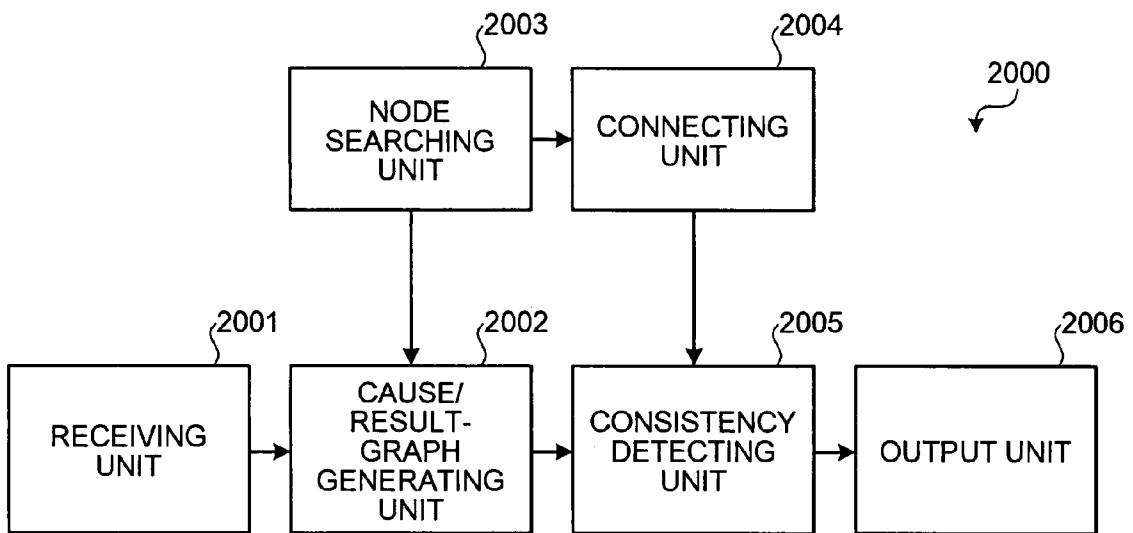 2003
2004
2000
NODE
SEARCHING
UNIT
CONNECTING
UNIT
2001
2002
2005
2006
RECEIVING
UNIT
CAUSE/
RESULT-
GRAPH
GENERATING
UNIT
CONSISTENCY
DETECTING
UNIT
OUTPUT UNIT